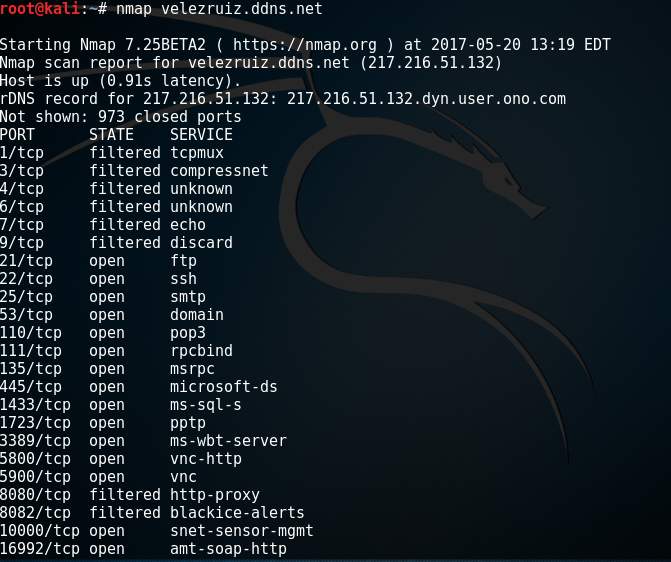 root@kali:~# nmap velezruiz.ddns.net
Starting Nmap 7.25BETA2 ( https://nmap.org ) at 2017-05-20 13:19 EDT
Nmap scan report for velezruiz.ddns.net (217.216.51.132)
Host is up (0.91s latency).
rDNS record for 217.216.51.132: 217.216.51.132.dyn.user.ono.com
Not shown: 973 closed ports
PORT      STATE    SERVICE
1/tcp     filtered tcpmux
3/tcp     filtered compressnet
4/tcp     filtered unknown
6/tcp     filtered unknown
7/tcp     filtered echo
9/tcp     filtered discard
21/tcp    open     ftp
22/tcp    open     ssh
25/tcp    open     smtp
53/tcp    open     domain
110/tcp   open     pop3
111/tcp   open     rpcbind
135/tcp   open     msrpc
445/tcp   open     microsoft-ds
1433/tcp  open     ms-sql-s
1723/tcp  open     pptp
3389/tcp  open     ms-wbt-server
5800/tcp  open     vnc-http
5900/tcp  open     vnc
8080/tcp  filtered http-proxy
8082/tcp  filtered blackice-alerts
10000/tcp open     snet-sensor-mgmt
16992/tcp open     amt-soap-http